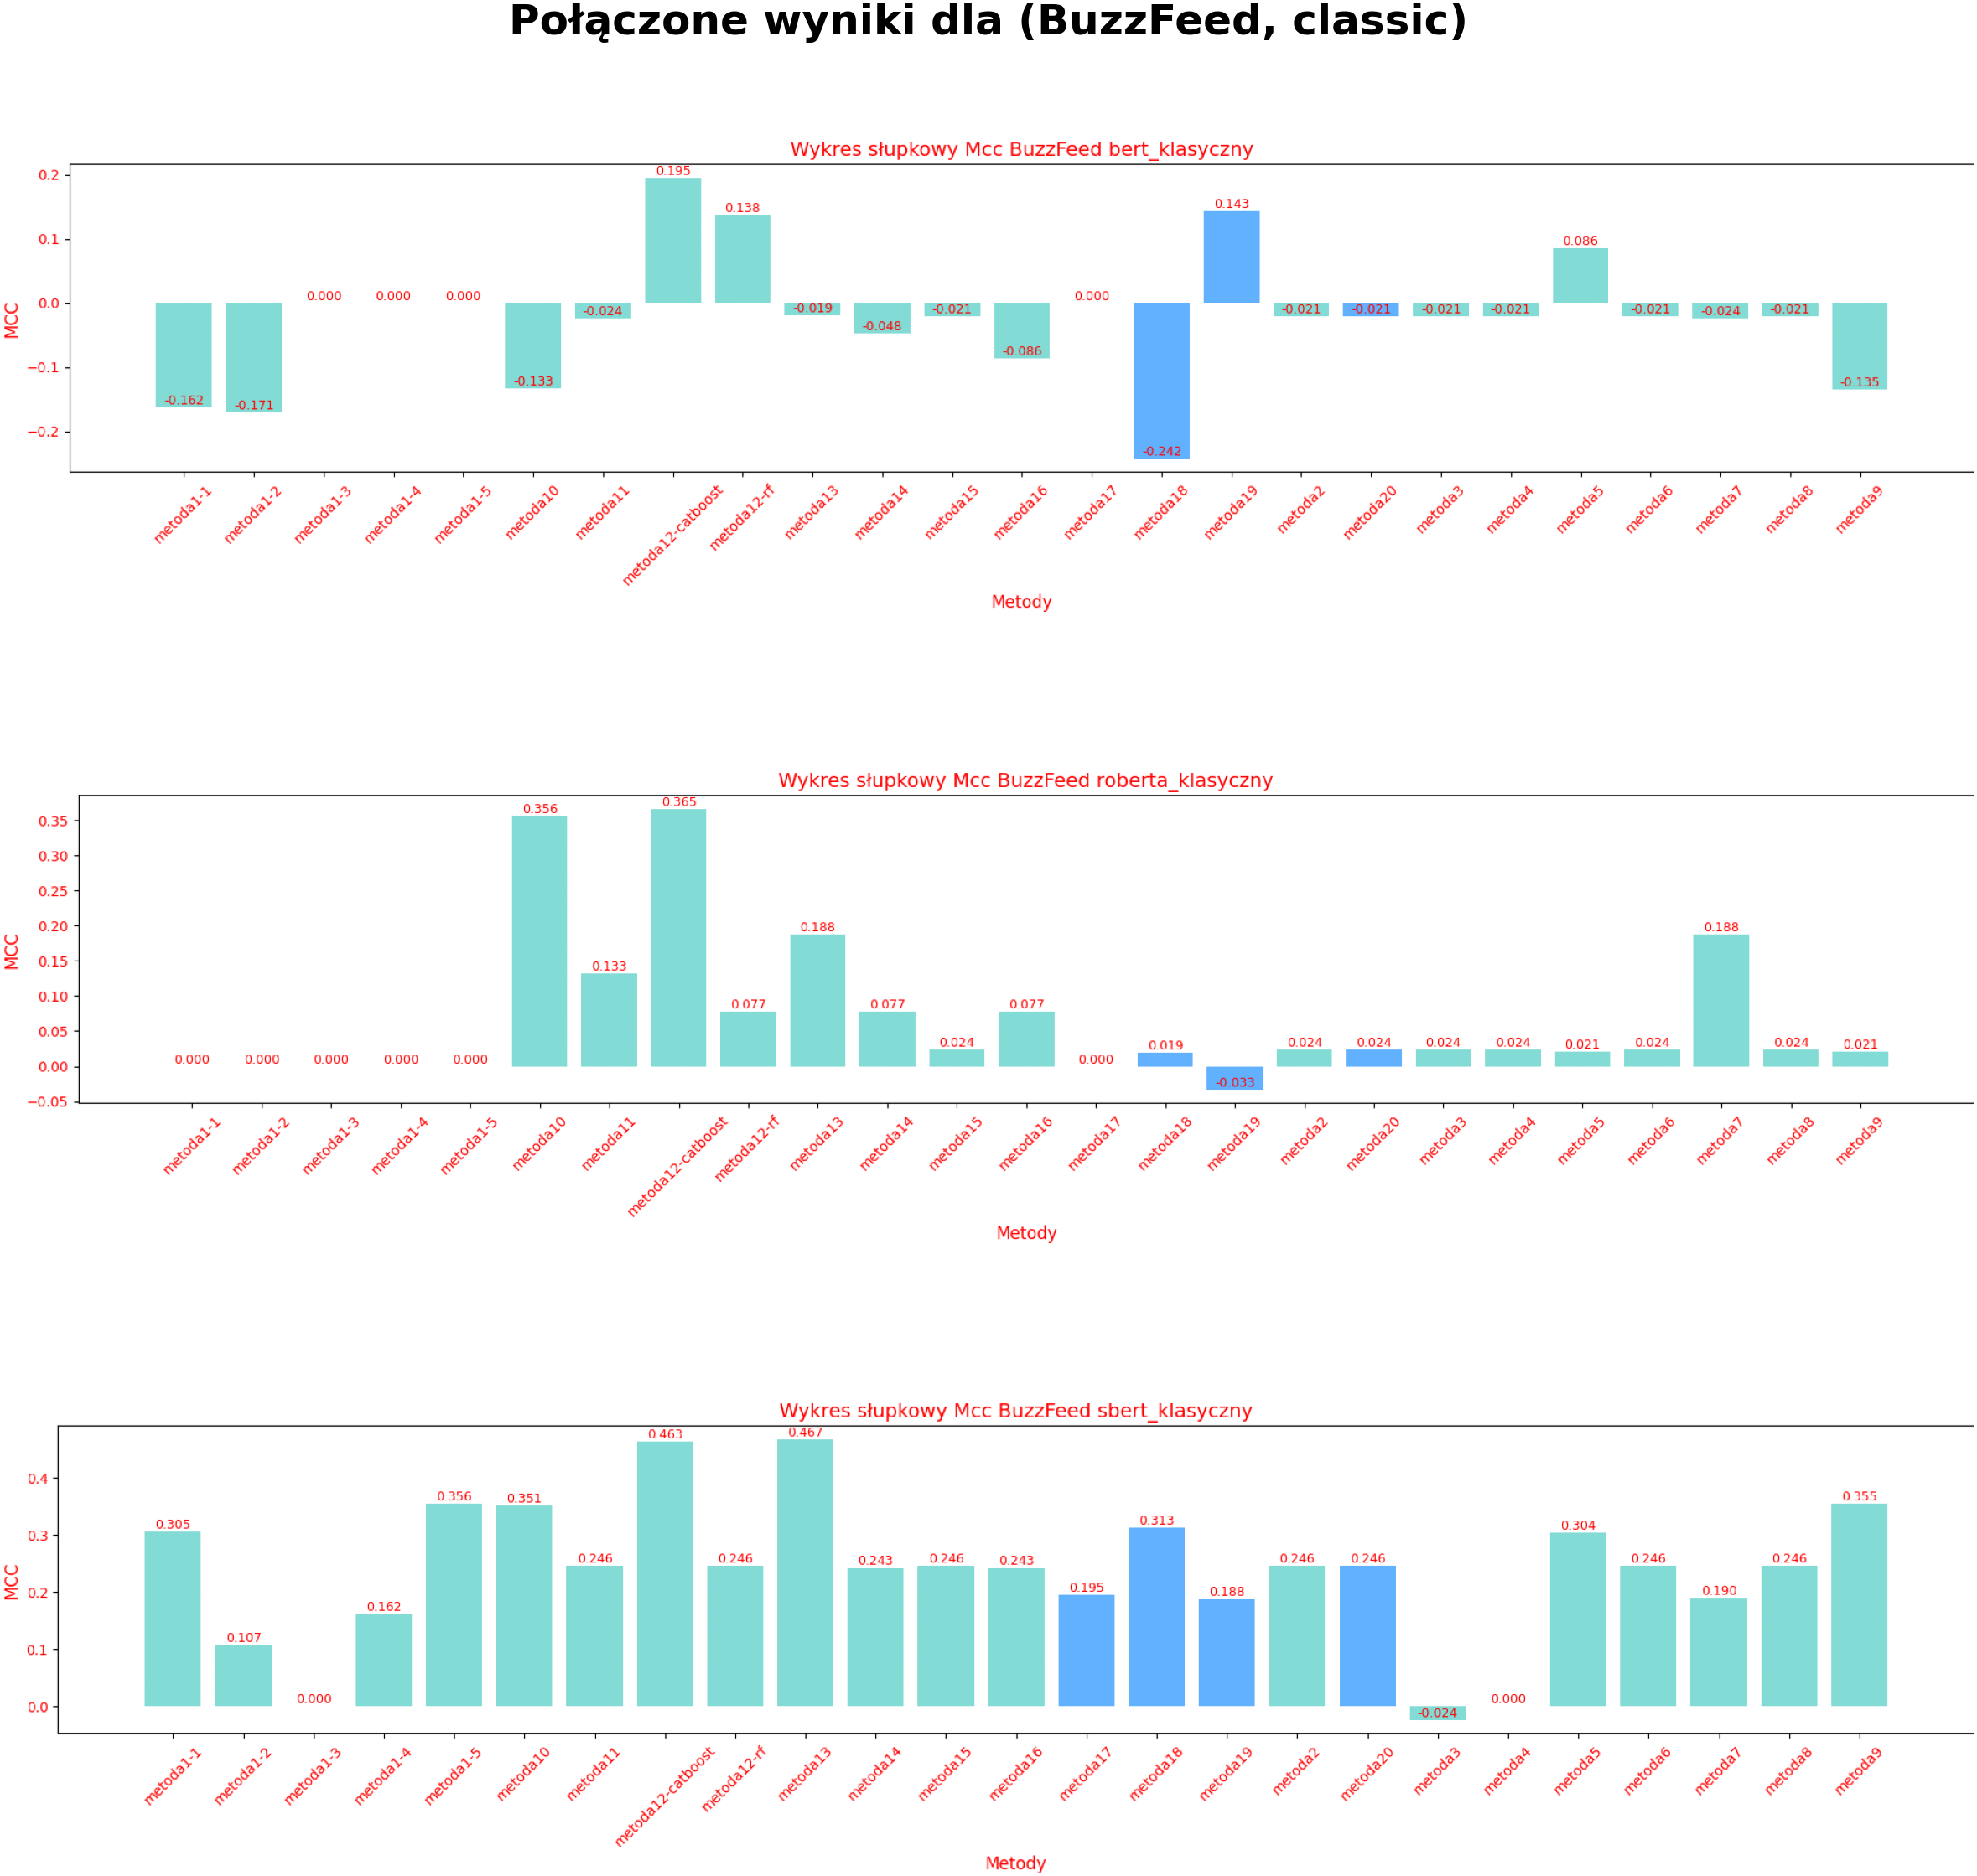 Połączone wyniki dla (BuzzFeed, classic)
Wykres słupkowy Mcc BuzzFeed bert_klasyczny
MCC
0.2
0.1
0.0
−0.1
−0.2
-0.162 -0.171 0.000 0.000 0.000 -0.133 -0.024 0.195 0.138 -0.019 -0.048 -0.021 -0.086 0.000 -0.242 0.143 -0.021 -0.021 -0.021 -0.021 0.086 -0.021 -0.024 -0.021 -0.135
metoda1-1 metoda1-2 metoda1-3 metoda1-4 metoda1-5 metoda10 metoda11 metoda12-catboost metoda12-rf metoda13 metoda14 metoda15 metoda16 metoda17 metoda18 metoda19 metoda2 metoda20 metoda3 metoda4 metoda5 metoda6 metoda7 metoda8 metoda9
Metody
Wykres słupkowy Mcc BuzzFeed roberta_klasyczny
MCC
0.35
0.30
0.25
0.20
0.15
0.10
0.05
0.00
−0.05
0.000 0.000 0.000 0.000 0.000 0.356 0.133 0.365 0.077 0.188 0.077 0.024 0.077 0.000 0.019 -0.033 0.024 0.024 0.024 0.024 0.021 0.024 0.188 0.024 0.021
metoda1-1 metoda1-2 metoda1-3 metoda1-4 metoda1-5 metoda10 metoda11 metoda12-catboost metoda12-rf metoda13 metoda14 metoda15 metoda16 metoda17 metoda18 metoda19 metoda2 metoda20 metoda3 metoda4 metoda5 metoda6 metoda7 metoda8 metoda9
Metody
Wykres słupkowy Mcc BuzzFeed sbert_klasyczny
MCC
0.4
0.3
0.2
0.1
0.0
0.305 0.107 0.000 0.162 0.356 0.351 0.246 0.463 0.246 0.467 0.243 0.246 0.243 0.195 0.313 0.188 0.246 0.246 -0.024 0.000 0.304 0.246 0.190 0.246 0.355
metoda1-1 metoda1-2 metoda1-3 metoda1-4 metoda1-5 metoda10 metoda11 metoda12-catboost metoda12-rf metoda13 metoda14 metoda15 metoda16 metoda17 metoda18 metoda19 metoda2 metoda20 metoda3 metoda4 metoda5 metoda6 metoda7 metoda8 metoda9
Metody